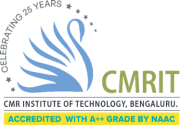 CELEBRATING 25 YEARS
CMRIT
CMR INSTITUTE OF TECHNOLOGY, BENGALURU.
ACCREDITED WITH A++ GRADE BY NAAC